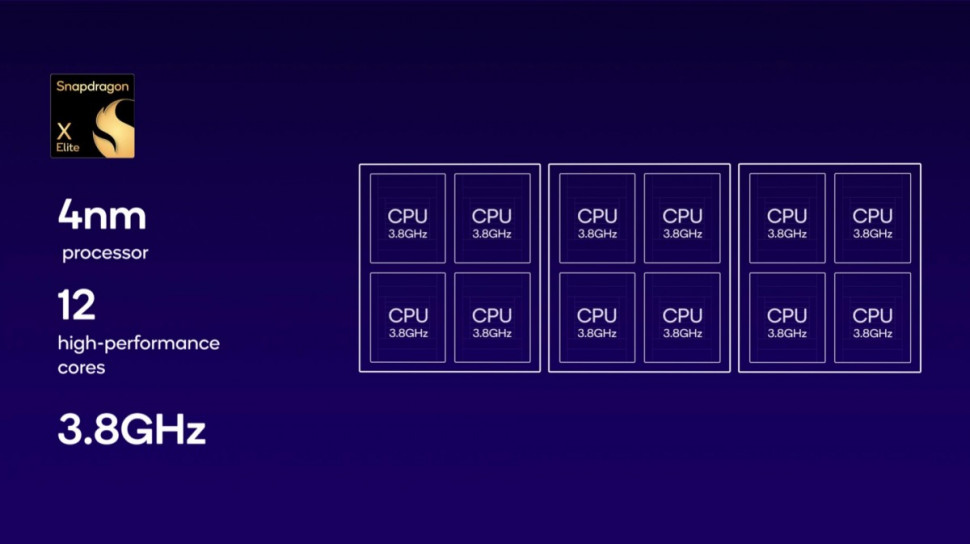 Snapdragon
X
Elite
4nm
processor
12
high-performance
cores
3.8GHz
CPU CPU CPU CPU CPU CPU
3.8GHz 3.8GHz 3.8GHz 3.8GHz 3.8GHz 3.8GHz
CPU CPU CPU CPU CPU CPU
3.8GHz 3.8GHz 3.8GHz 3.8GHz 3.8GHz 3.8GHz